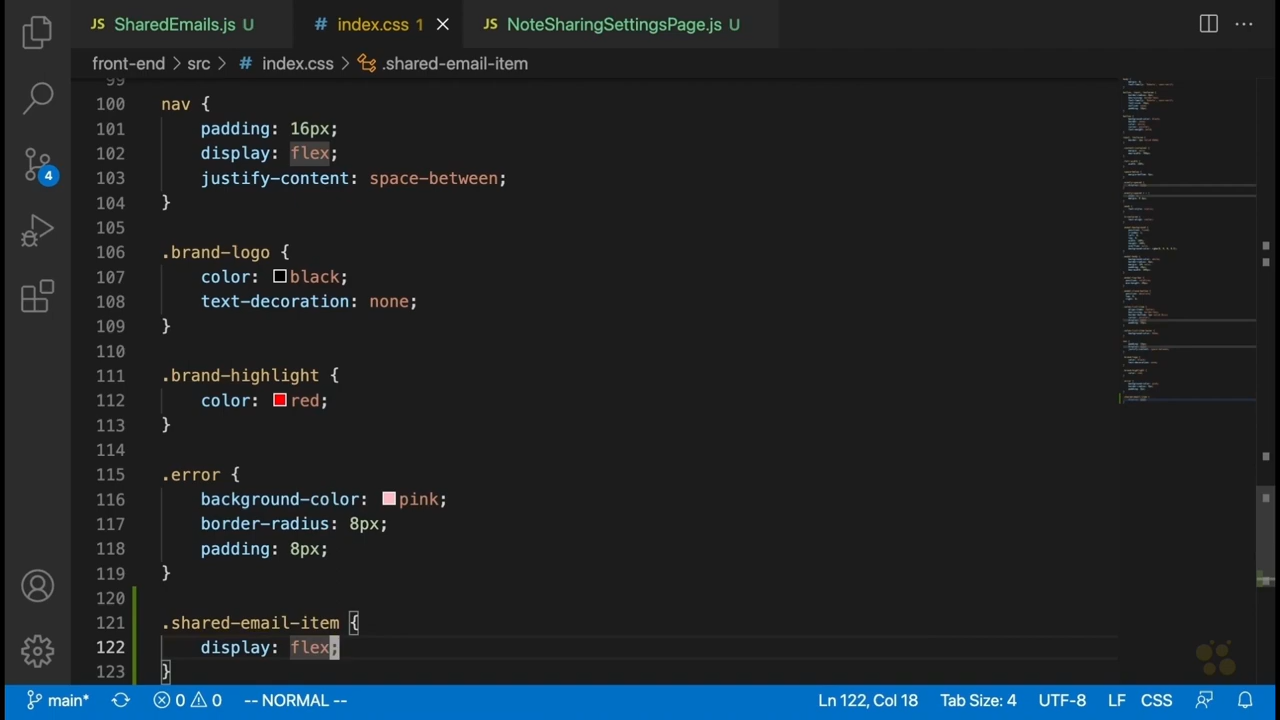 JS SharedEmails.js U
# index.css 1
JS NoteSharingSettingsPage.js U
front-end > src > # index.css > .shared-email-item
99
100 nav {
101 padding: 16px;
102 display: flex;
103 justify-content: space-between;
104 }
105
106 .brand-logo {
107 color: black;
108 text-decoration: none;
109 }
110
111 .brand-highlight {
112 color: red;
113 }
114
115 .error {
116 background-color: pink;
117 border-radius: 8px;
118 padding: 8px;
119 }
120
121 .shared-email-item {
122 display: flex;
123 }
4
main* 0 0 -- NORMAL -- Ln 122, Col 18 Tab Size: 4 UTF-8 LF CSS